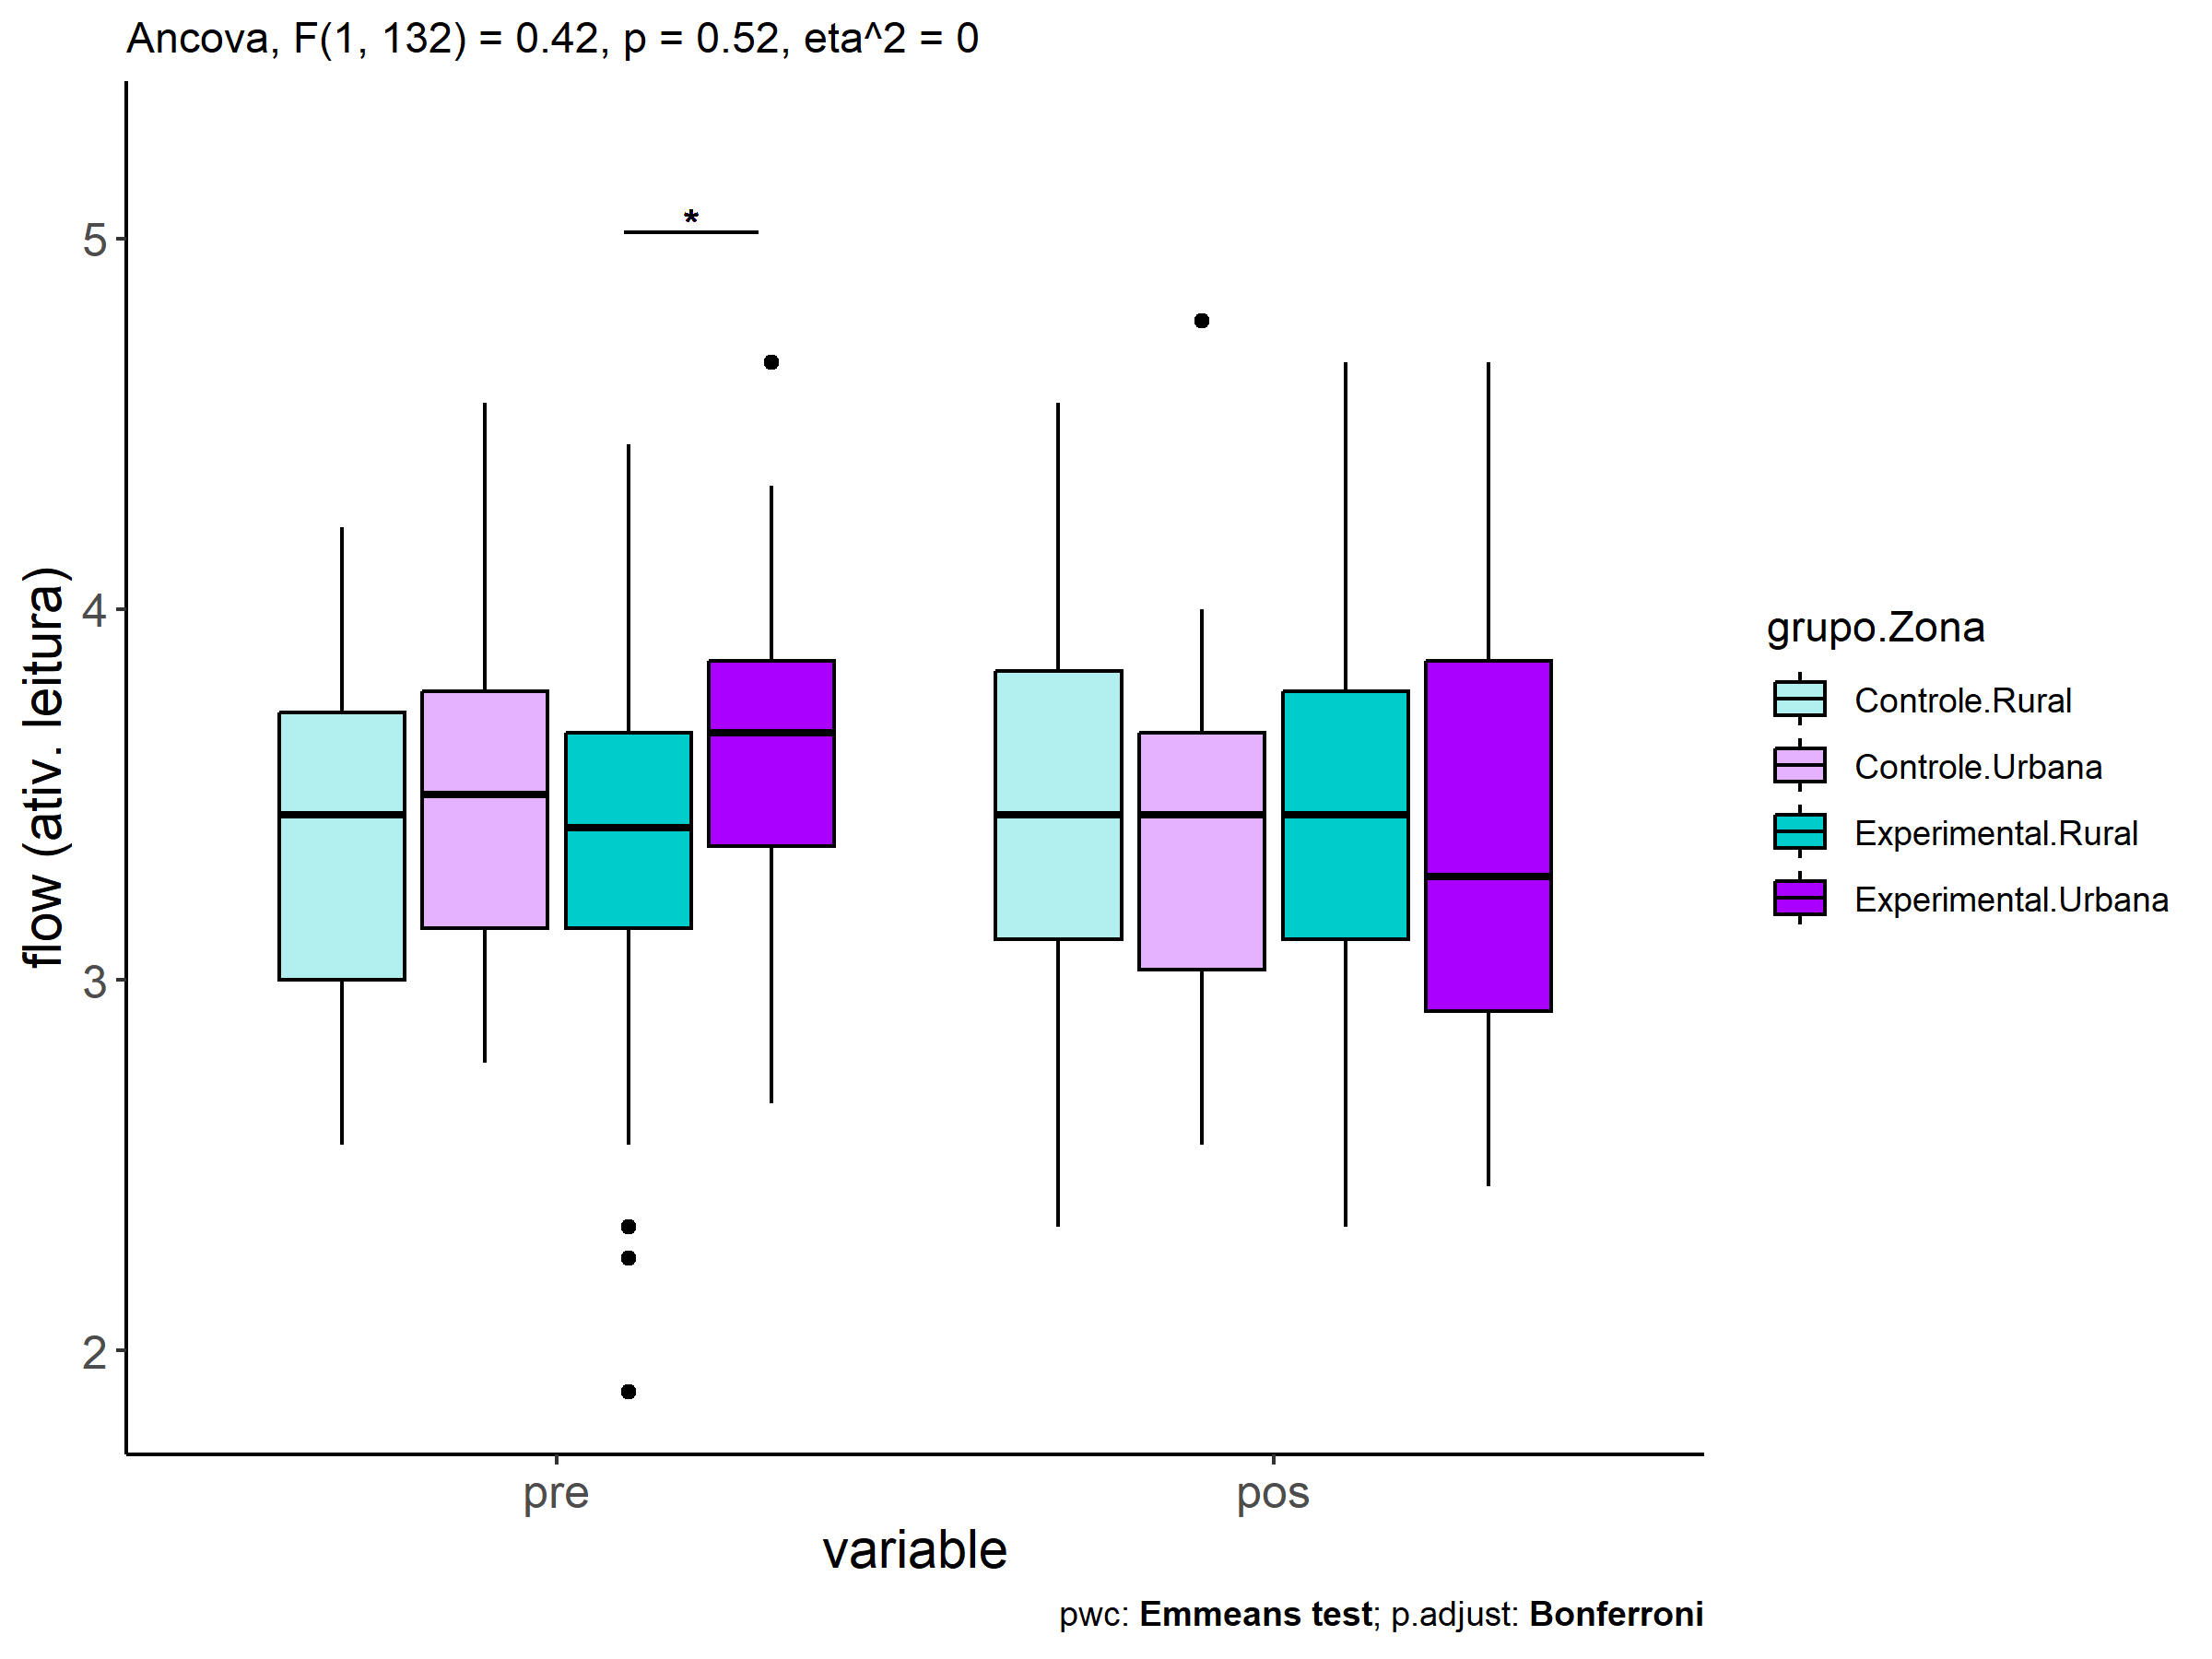 Ancova, F(1, 132) = 0.42, p = 0.52, eta^2 = 0
5
4
3
2
*
flow (ativ. leitura)
pre
pos
variable
grupo.Zona
Controle.Rural
Controle.Urbana
Experimental.Rural
Experimental.Urbana
pwc: Emmeans test; p.adjust: Bonferroni